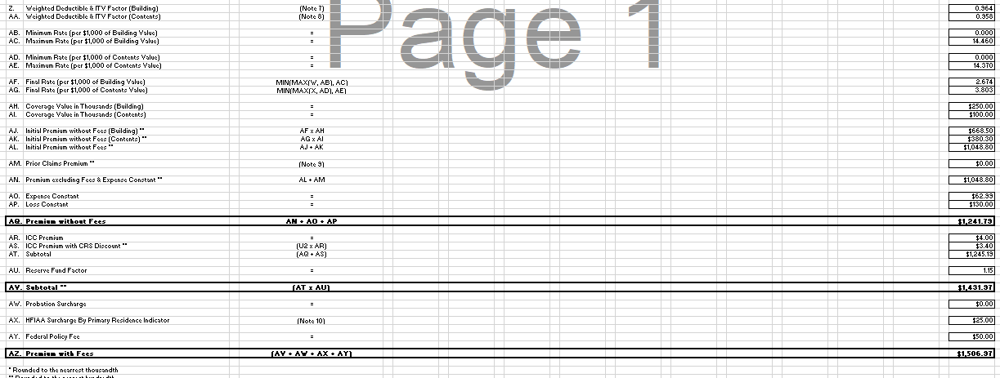 Z. Weighted Deductible & ITV Factor (Building) (Note 7) 0.964
AA. Weighted Deductible & ITV Factor (Contents) (Note 8) 0.958
Page 1
AB. Minimum Rate (per $1,000 of Building Value) = 0.000
AC. Maximum Rate (per $1,000 of Building Value) = 14.460
AD. Minimum Rate (per $1,000 of Contents Value) = 0.000
AE. Maximum Rate (per $1,000 of Contents Value) = 14.370
AF. Final Rate (per $1,000 of Building Value) MIN(MAX(W, AB), AC) 2.674
AG. Final Rate (per $1,000 of Contents Value) MIN(MAX(X, AD), AE) 3.803
AH. Coverage Value in Thousands (Building) = $250.00
AI. Coverage Value in Thousands (Contents) = $100.00
AJ. Initial Premium without Fees (Building) ** AF x AH $668.50
AK. Initial Premium without Fees (Contents) ** AG x AI $380.30
AL. Initial Premium without Fees ** AJ + AK $1,048.80
AM. Prior Claims Premium ** (Note 9) $0.00
AN. Premium excluding Fees & Expense Constant ** AL + AM $1,048.80
AO. Expense Constant = $62.99
AP. Loss Constant = $130.00
AQ. Premium without Fees AN + AO + AP $1,241.79
AR. ICC Premium = $4.00
AS. ICC Premium with CRS Discount ** (U2 x AR) $3.40
AT. Subtotal (AQ + AS) $1,245.19
AU. Reserve Fund Factor = 1.15
AV. Subtotal ** (AT x AU) $1,431.97
AW. Probation Surcharge = $0.00
AX. HFIAA Surcharge By Primary Residence Indicator (Note 10) $25.00
AY. Federal Policy Fee = $50.00
AZ. Premium with Fees (AV + AW + AX + AY) $1,506.97
* Rounded to the nearest thousandth
** Rounded to the nearest hundredth